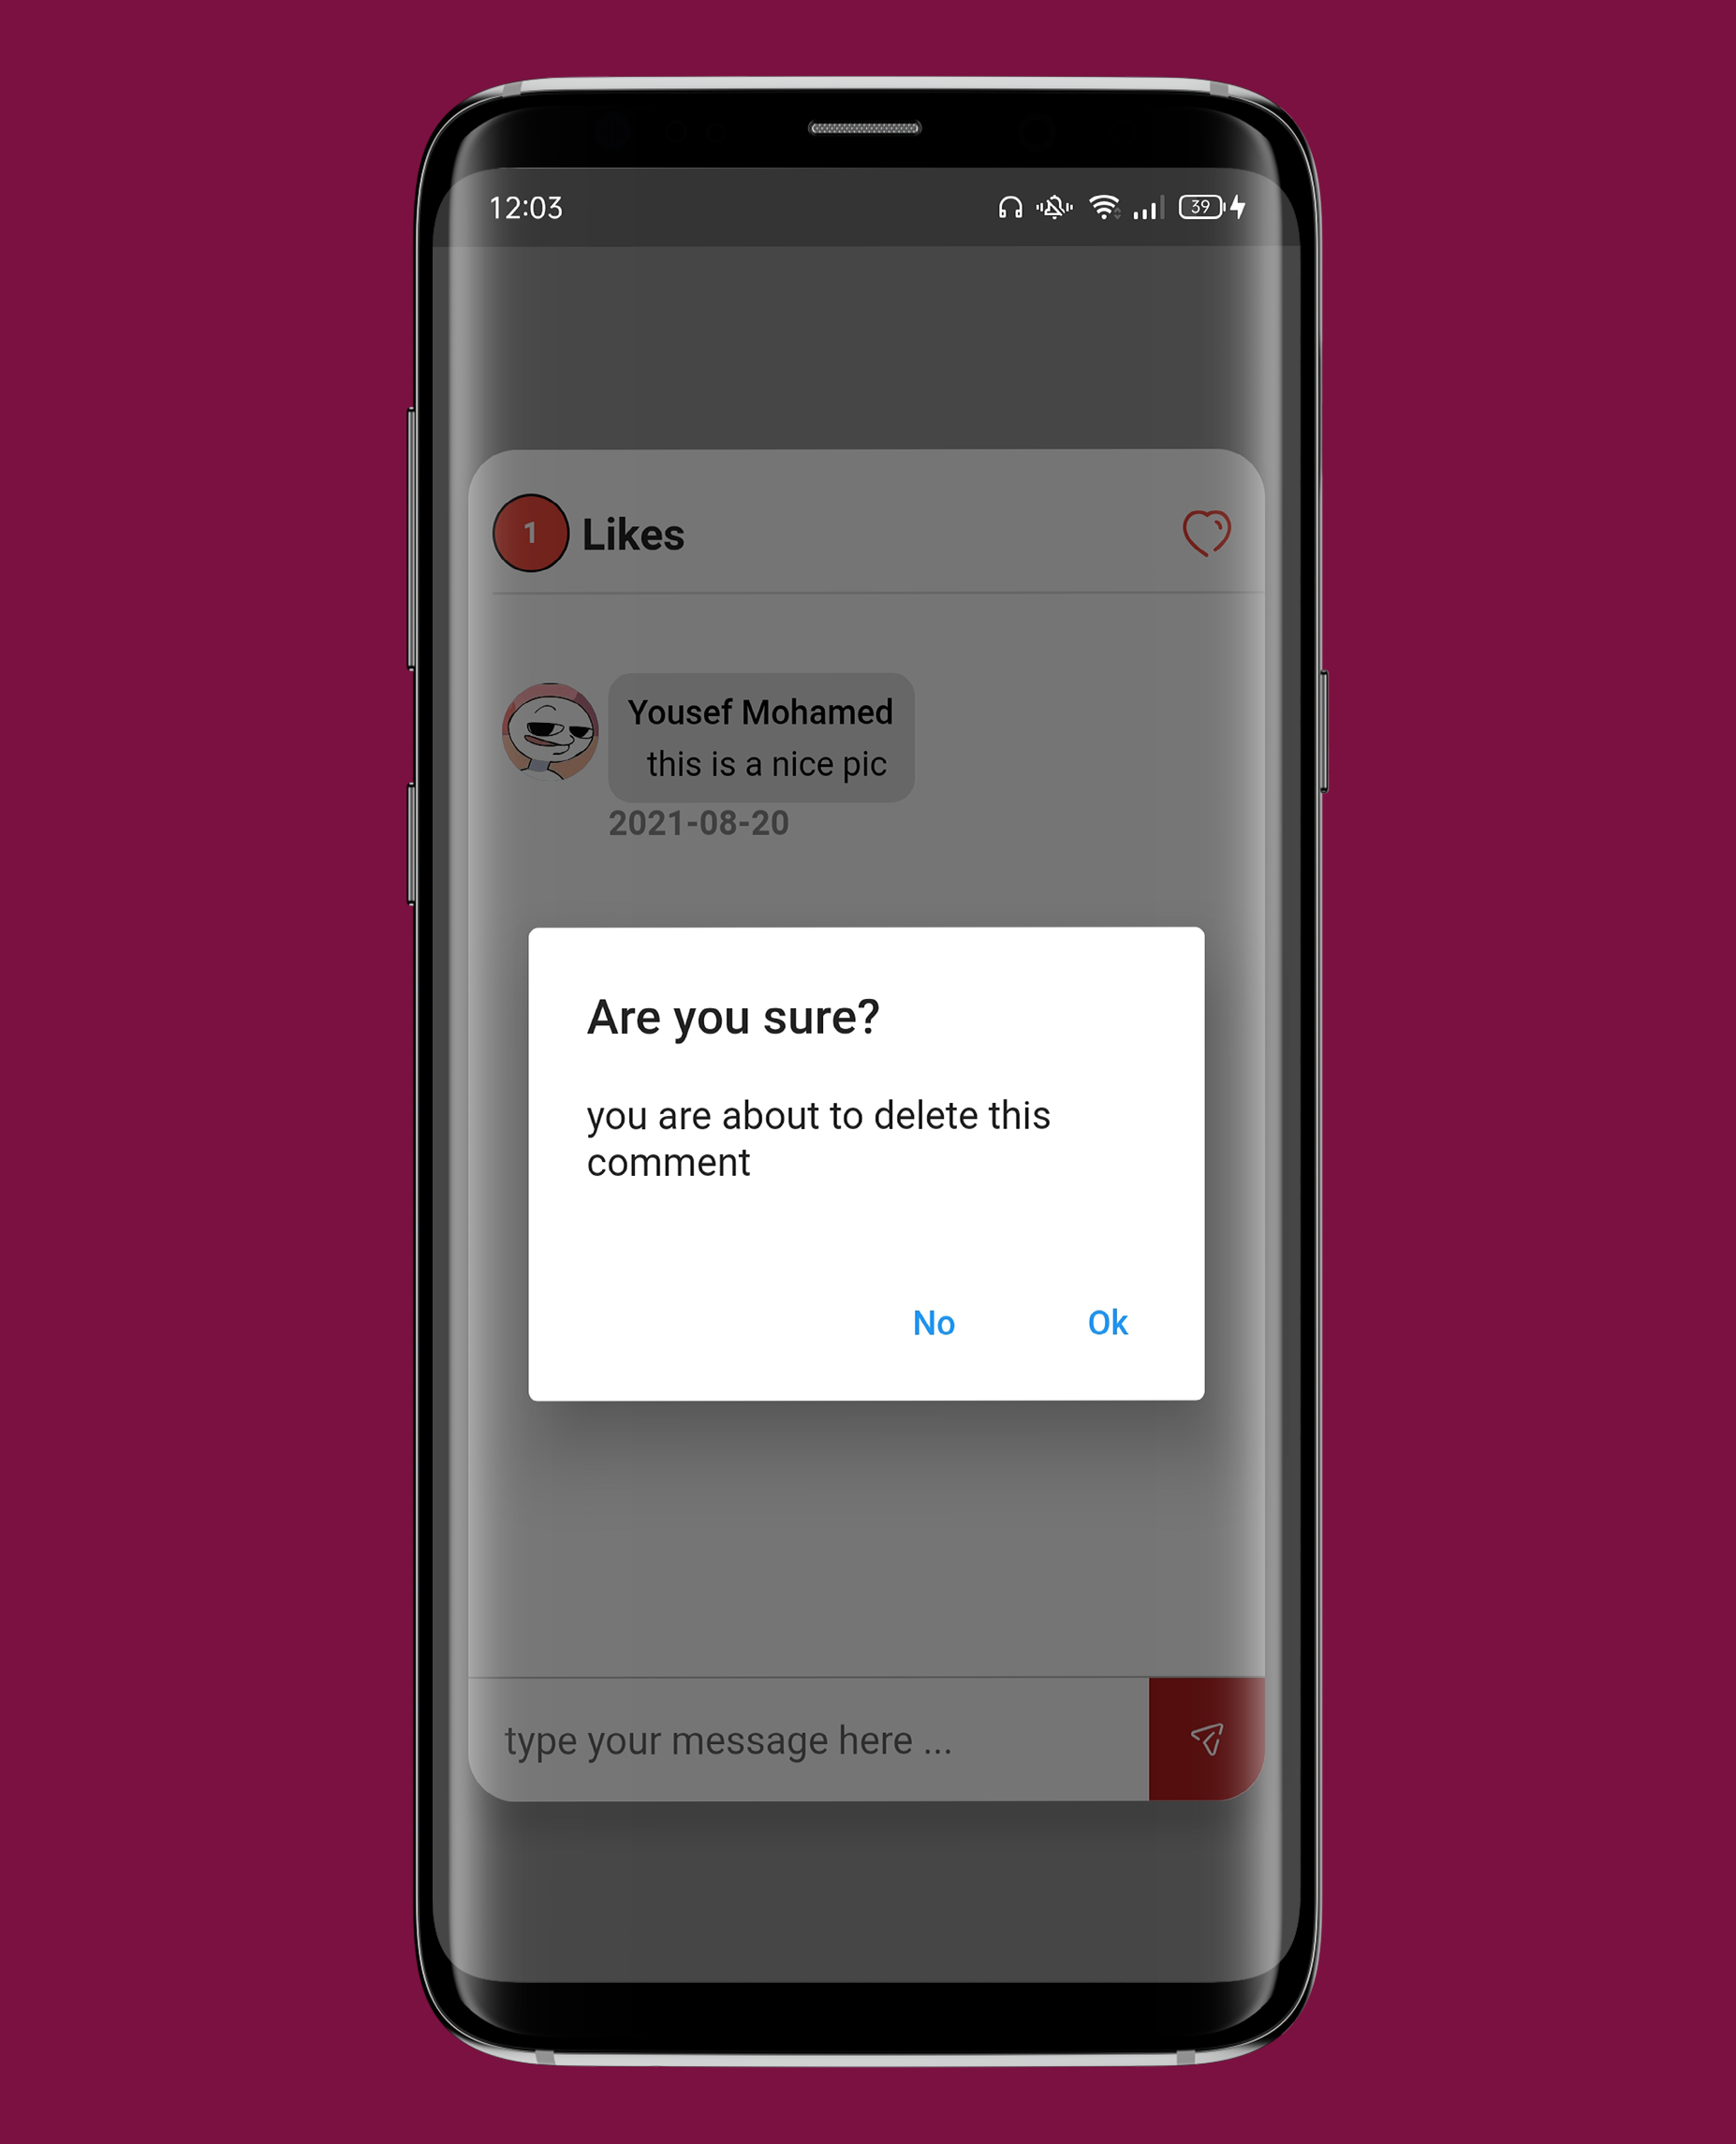 12:03
39
1 Likes
Yousef Mohamed
this is a nice pic
2021-08-20
Are you sure?
you are about to delete this
comment
No Ok
type your message here ...